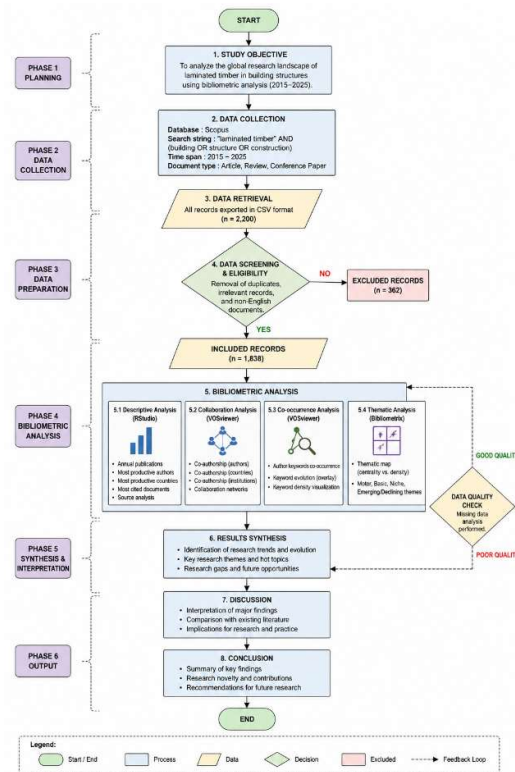 START
PHASE 1
PLANNING
1. STUDY OBJECTIVE
To analyze the global research landscape of
laminated timber in building structures
using bibliometric analysis (2015–2025).
PHASE 2
DATA
COLLECTION
2. DATA COLLECTION
Database : Scopus
Search string : "laminated timber" AND
(building OR structure OR construction)
Time span : 2015 – 2025
Document type : Article, Review, Conference Paper
3. DATA RETRIEVAL
All records exported in CSV format
(n = 2,200)
PHASE 3
DATA
PREPARATION
4. DATA SCREENING
& ELIGIBILITY
Removal of duplicates,
irrelevant records,
and non-English
documents.
NO
EXCLUDED RECORDS
(n = 362)
YES
INCLUDED RECORDS
(n = 1,838)
PHASE 4
BIBLIOMETRIC
ANALYSIS
5. BIBLIOMETRIC ANALYSIS
5.1 Descriptive Analysis
(RStudio)
• Annual publications
• Most productive authors
• Most productive countries
• Most cited documents
• Source analysis
5.2 Collaboration Analysis
(VOSviewer)
• Co-authorship (authors)
• Co-authorship (countries)
• Co-authorship (institutions)
• Collaboration networks
5.3 Co-occurrence Analysis
(VOSviewer)
• Author keywords co-occurrence
• Keyword evolution (overlay)
• Keyword density visualization
5.4 Thematic Analysis
(Bibliometrix)
• Thematic map
(centrality vs. density)
• Motor, Basic, Niche,
Emerging/Declining themes
GOOD QUALIT
DATA QUALITY
CHECK
Missing data
analysis
performed.
POOR QUALIT
PHASE 5
SYNTHESIS &
INTERPRETATION
6. RESULTS SYNTHESIS
• Identification of research trends and evolution
• Key research themes and hot topics
• Research gaps and future opportunities
PHASE 6
OUTPUT
7. DISCUSSION
• Interpretation of major findings
• Comparison with existing literature
• Implications for research and practice
8. CONCLUSION
• Summary of key findings
• Research novelty and contributions
• Recommendations for future research
END
Legend:
Start / End
Process
Data
Decision
Excluded
Feedback Loop